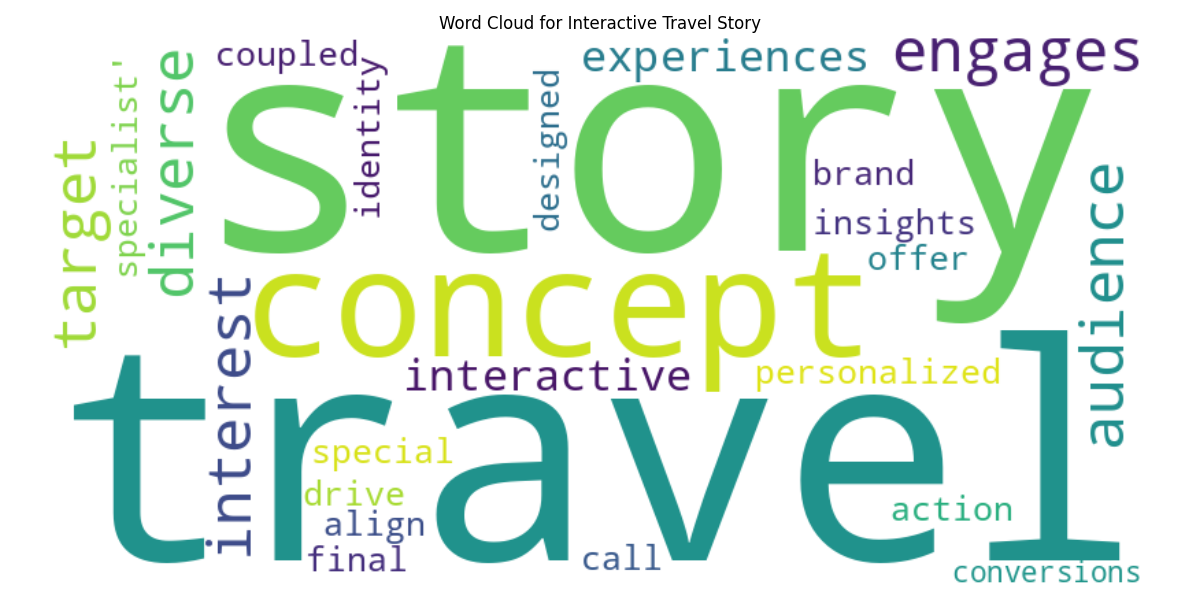 Word Cloud for Interactive Travel Story
coupled
experiences
engages
story
specialist'
diverse
identity
designed
target
brand
insights
offer
audience
concept
interest
interactive
personalized
travel
special
drive
align
final
action
call
conversions